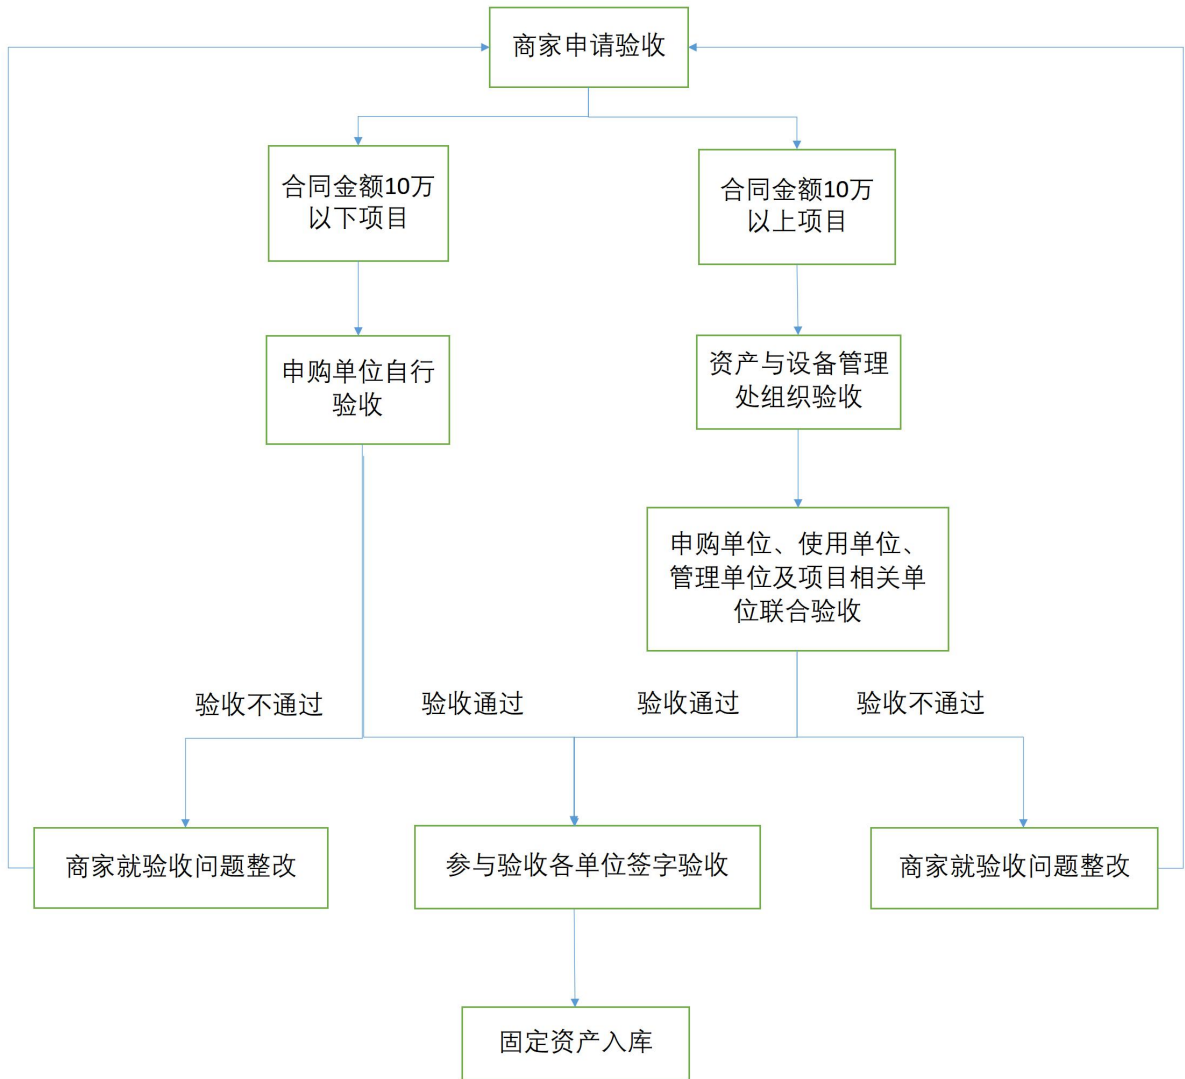 商家申请验收
合同金额10万
以下项目
合同金额10万
以上项目
申购单位自行
验收
资产与设备管理
处组织验收
申购单位、使用单位、
管理单位及项目相关单
位联合验收
验收不通过
验收通过
验收通过
验收不通过
商家就验收问题整改
参与验收各单位签字验收
商家就验收问题整改
固定资产入库